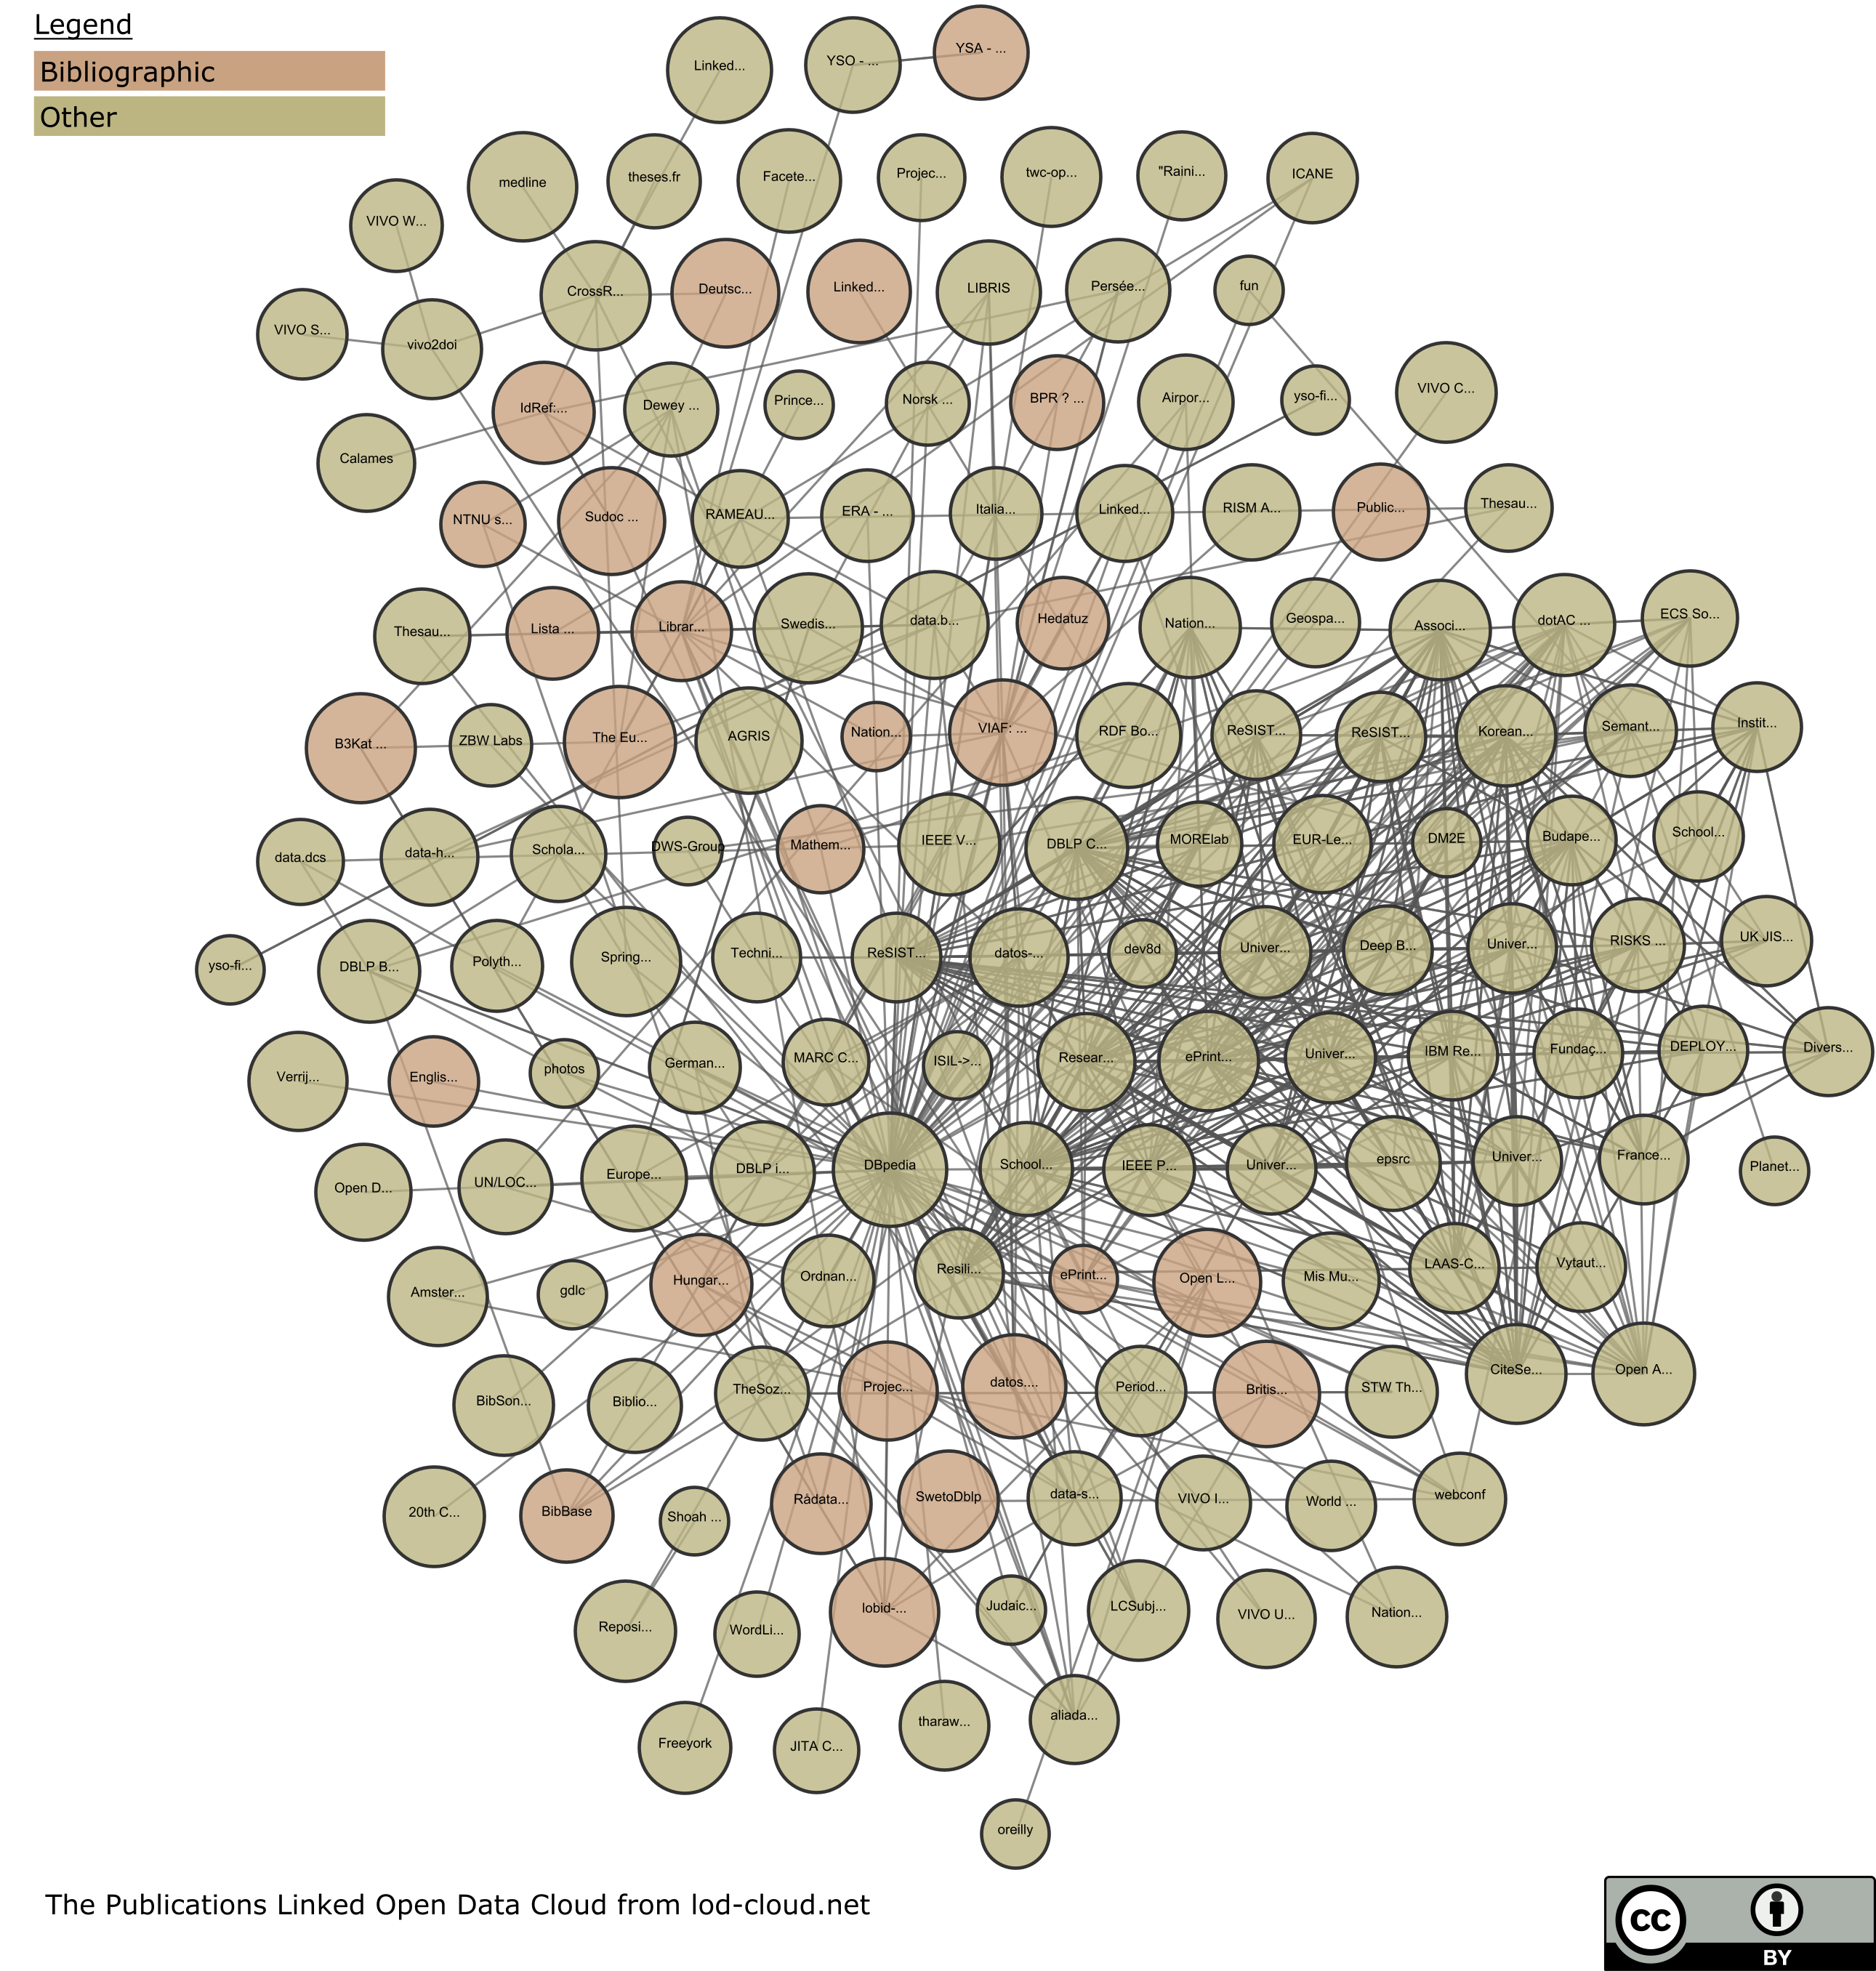 Legend
Bibliographic
Other
Linked...
YSO - ...
YSA - ...
medline
theses.fr
Facete...
Projec...
twc-op...
"Raini...
ICANE
VIVO W...
CrossR...
Deutsc...
Linked...
LIBRIS
Persée...
fun
VIVO S...
vivo2doi
IdRef:...
Dewey ...
Prince...
Norsk ...
BPR ? ...
Airpor...
yso-fi...
VIVO C...
Calames
NTNU s...
Sudoc ...
RAMEAU...
ERA - ...
Italia...
Linked...
RISM A...
Public...
Thesau...
Thesau...
Lista ...
Librar...
Swedis...
data.b...
Hedatuz
Nation...
Geospa...
Associ...
dotAC ...
ECS So...
B3Kat ...
ZBW Labs
The Eu...
AGRIS
Nation...
VIAF: ...
RDF Bo...
ReSIST...
ReSIST...
Korean...
Semant...
Instit...
data.dcs
data-h...
Schola...
DWS-Group
Mathem...
IEEE V...
DBLP C...
MORElab
EUR-Le...
DM2E
Budape...
School...
yso-fi...
DBLP B...
Polyth...
Spring...
Techni...
ReSIST...
datos-...
dev8d
Univer...
Deep B...
Univer...
RISKS ...
UK JIS...
Verrij...
Englis...
photos
German...
MARC C...
ISIL->...
Resear...
ePrint...
Univer...
IBM Re...
Fundaç...
DEPLOY...
Divers...
Open D...
UN/LOC...
Europe...
DBLP i...
DBpedia
School...
IEEE P...
Univer...
epsrc
Univer...
France...
Planet...
Amster...
gdlc
Hungar...
Ordnan...
Resili...
ePrint...
Open L...
Mis Mu...
LAAS-C...
Vytaut...
BibSon...
Biblio...
TheSoz...
Projec...
datos....
Period...
Britis...
STW Th...
CiteSe...
Open A...
20th C...
BibBase
Shoah ...
Rådata...
SwetoDblp
data-s...
VIVO I...
World ...
webconf
Reposi...
WordLi...
lobid-...
Judaic...
LCSubj...
VIVO U...
Nation...
Freeyork
JITA C...
tharaw...
aliada...
oreilly
The Publications Linked Open Data Cloud from lod-cloud.net
cc
BY